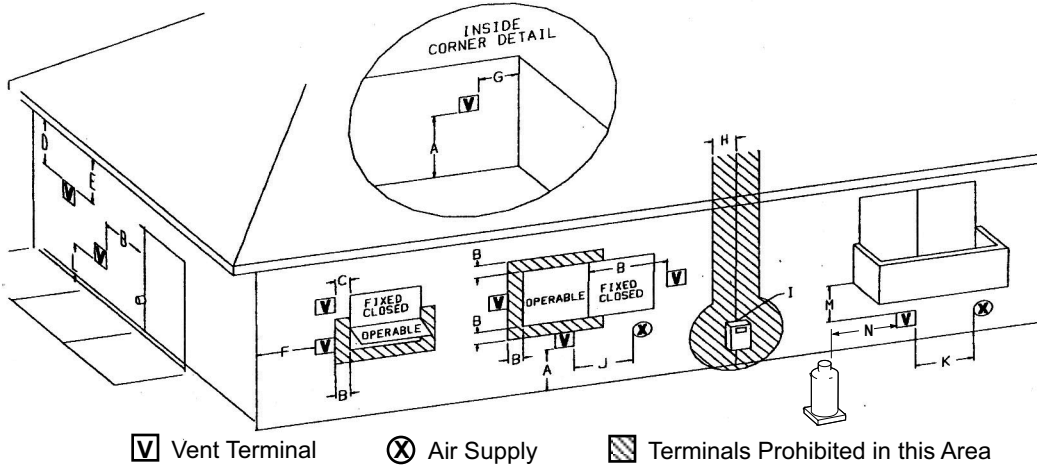 INSIDE
CORNER DETAIL
G
V
A
H
D
E
V
B
V
L
C
V
FIXED
CLOSED
OPERABLE
F
V
B
B
B
V
OPERABLE
FIXED
CLOSED
V
B
B
V
A
J
X
I
M
N
V
X
K
V Vent Terminal
X Air Supply
Terminals Prohibited in this Area